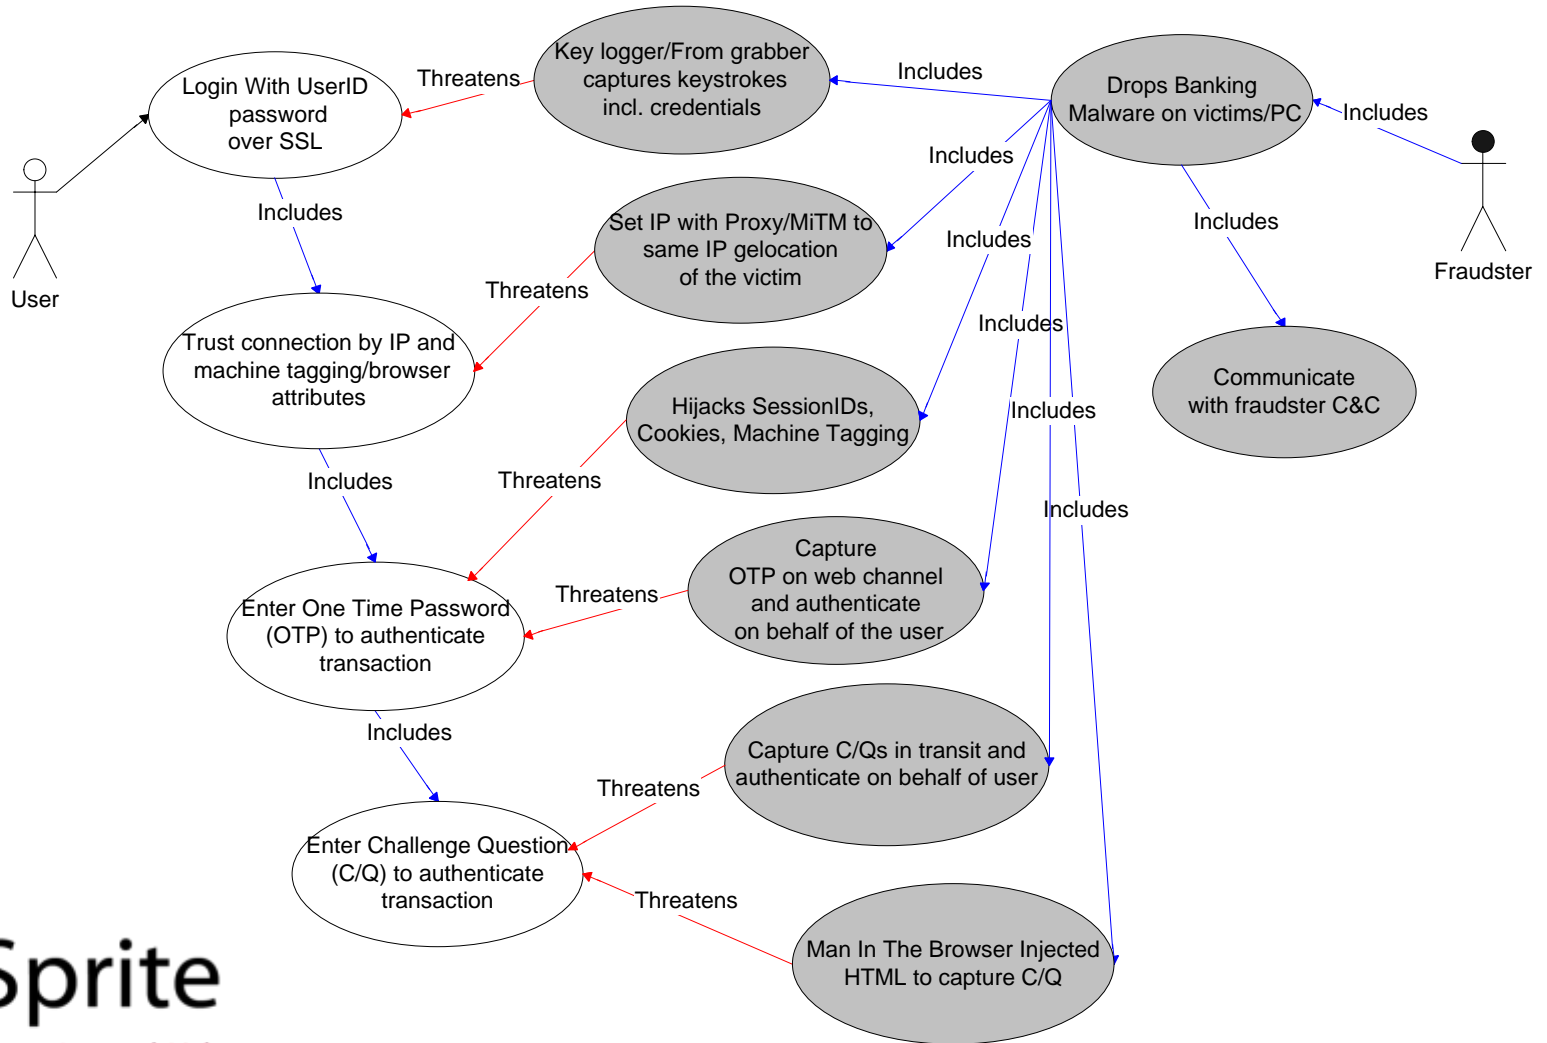 Key logger/From grabber
captures keystrokes
incl. credentials
Threatens
Includes
Login With UserID
password
over SSL
Drops Banking
Malware on victims/PC
Includes
Includes
Includes
Includes
User
Fraudster
Set IP with Proxy/MiTM to
same IP gelocation
of the victim
Includes
Threatens
Includes
Trust connection by IP and
machine tagging/browser
attributes
Communicate
with fraudster C&C
Hijacks SessionIDs,
Cookies, Machine Tagging
Includes
Threatens
Includes
Includes
Capture
OTP on web channel
and authenticate
on behalf of the user
Threatens
Enter One Time Password
(OTP) to authenticate
transaction
Includes
Capture C/Qs in transit and
authenticate on behalf of user
Threatens
Enter Challenge Question
(C/Q) to authenticate
transaction
Threatens
Man In The Browser Injected
HTML to capture C/Q
Sprite